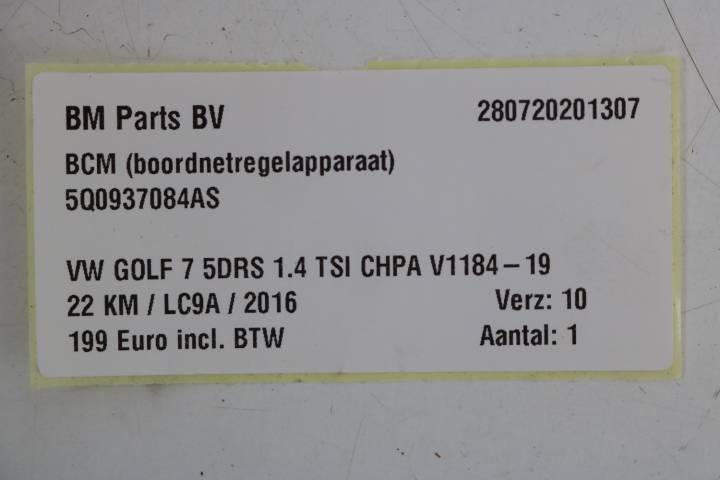 BM Parts BV 280720201307
BCM (boordnetregelapparaat)
5Q0937084AS
VW GOLF 7 5DRS 1.4 TSI CHPA V1184-19
22 KM / LC9A / 2016 Verz: 10
199 Euro incl. BTW Aantal: 1